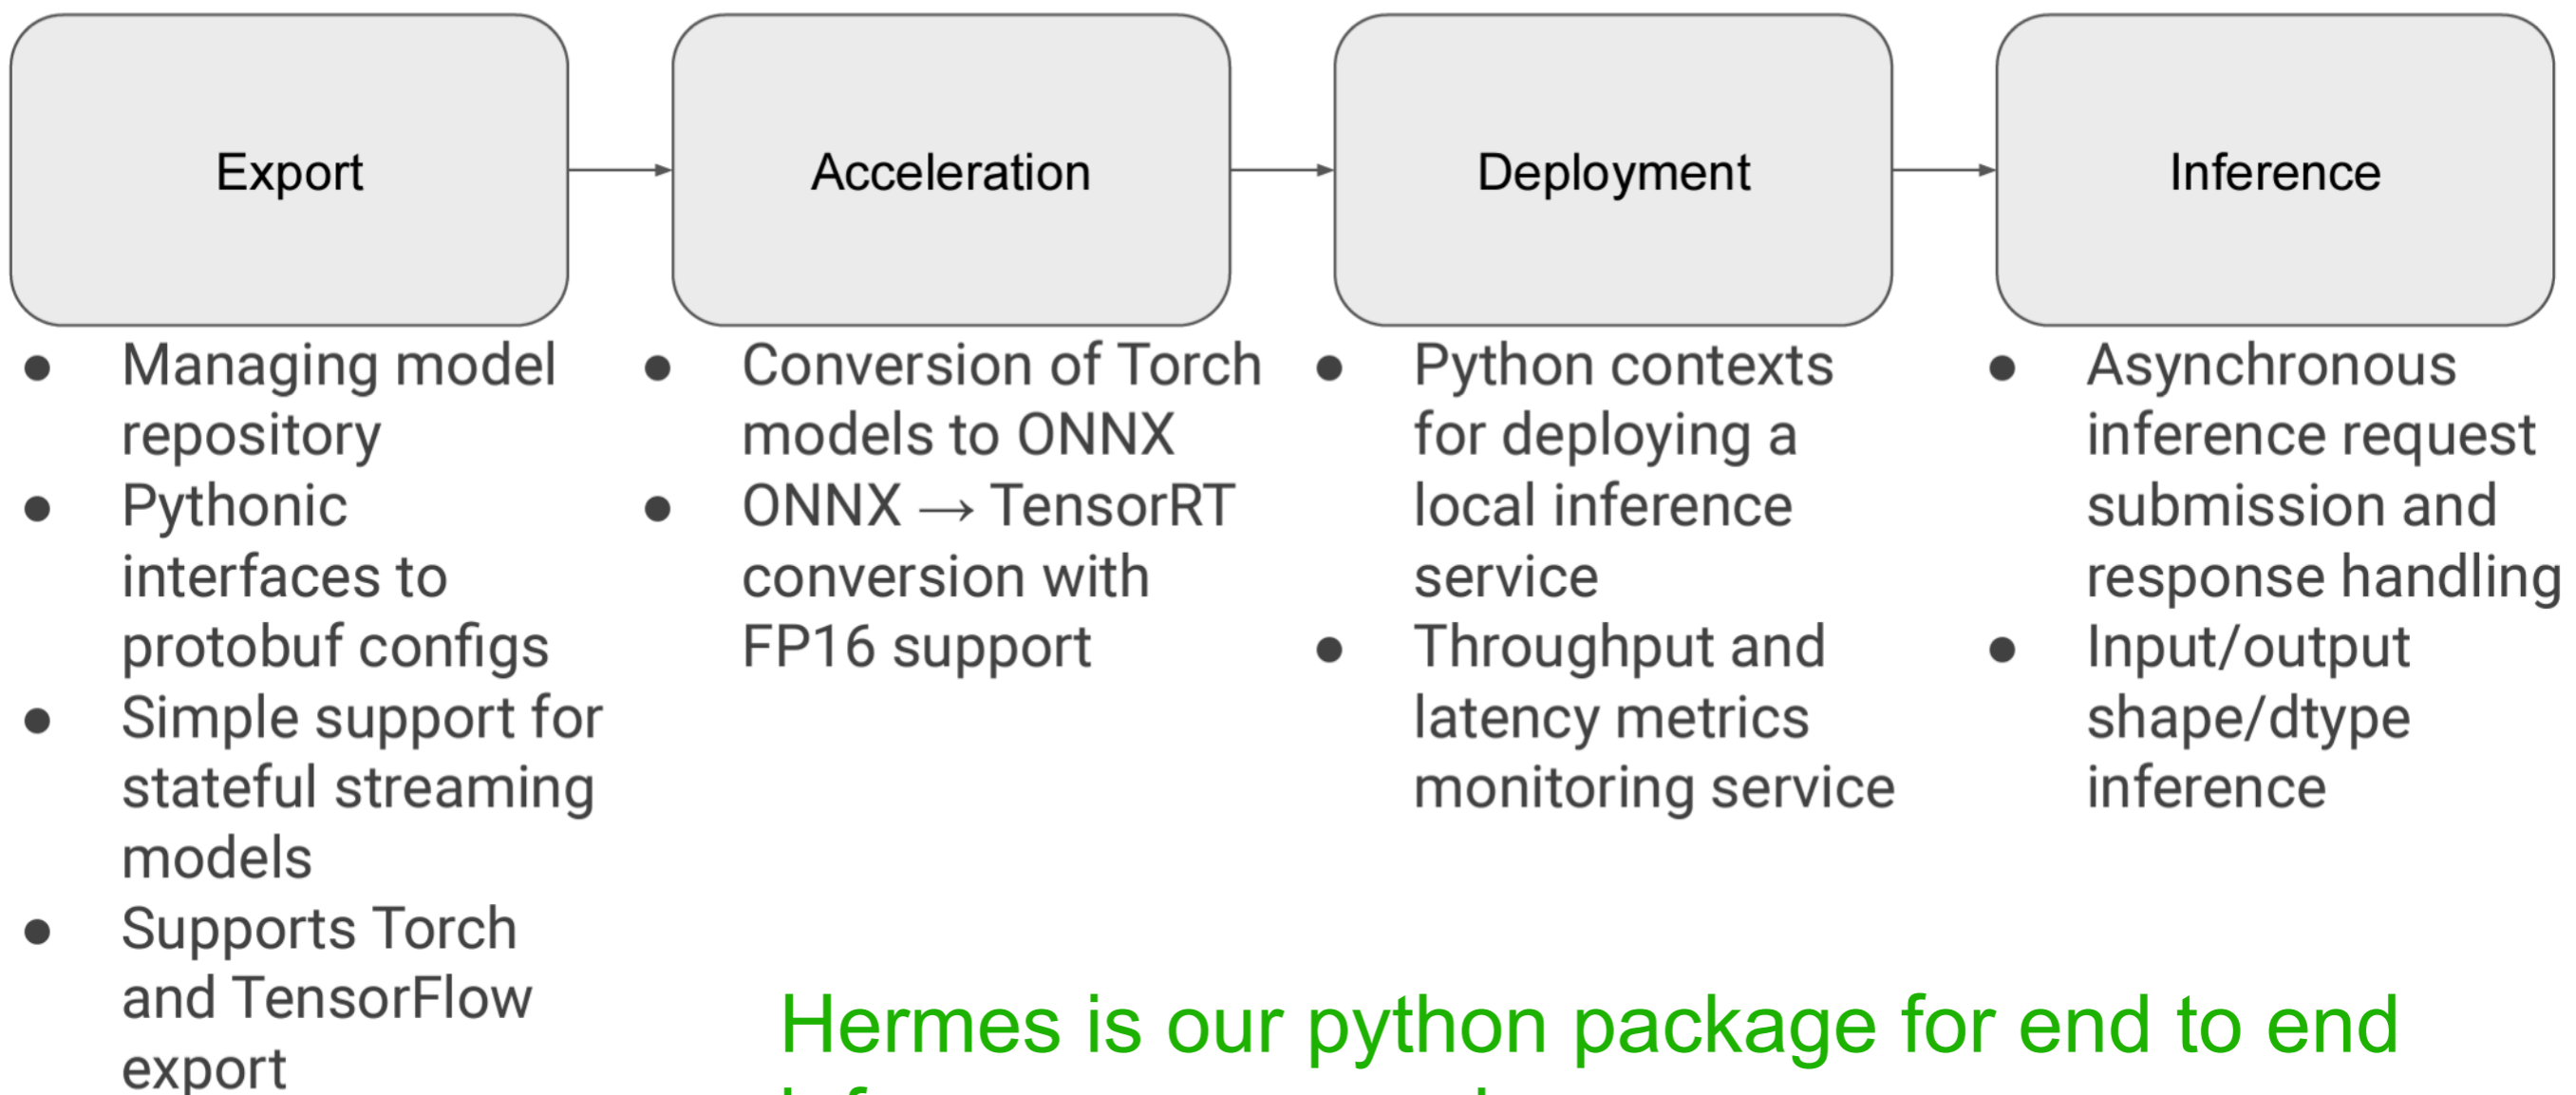 Export
Acceleration
Deployment
Inference
● Managing model
repository
● Pythonic
interfaces to
protobuf configs
● Simple support for
stateful streaming
models
● Supports Torch
and TensorFlow
export
● Conversion of Torch
models to ONNX
● ONNX → TensorRT
conversion with
FP16 support
● Python contexts
for deploying a
local inference
service
● Throughput and
latency metrics
monitoring service
● Asynchronous
inference request
submission and
response handling
● Input/output
shape/dtype
inference
Hermes is our python package for end to end